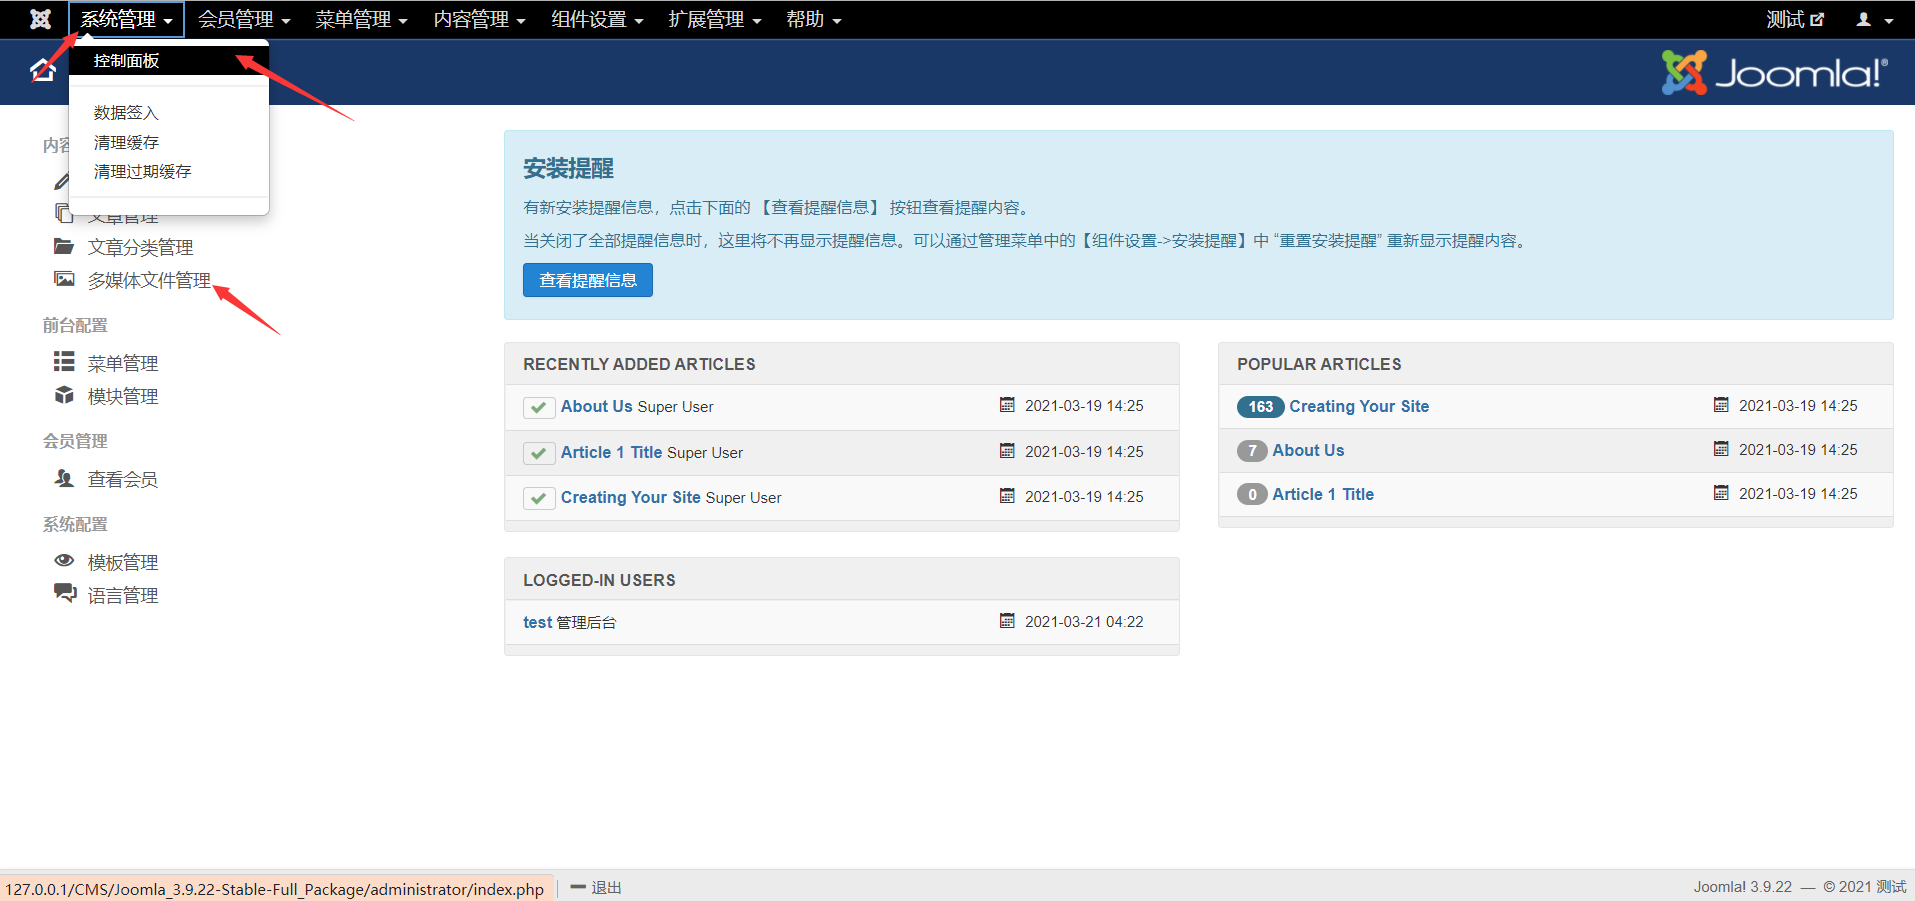 系统管理 会员管理 菜单管理 内容管理 组件设置 扩展管理 帮助 测试
控制面板
Joomla!®
数据签入
清理缓存
清理过期缓存
内容
文章管理
文章分类管理
多媒体文件管理
前台配置
菜单管理
模块管理
会员管理
查看会员
系统配置
模板管理
语言管理
安装提醒
有新安装提醒信息，点击下面的 【查看提醒信息】 按钮查看提醒内容。
当关闭了全部提醒信息时，这里将不再显示提醒信息。可以通过管理菜单中的【组件设置->安装提醒】中 “重置安装提醒” 重新显示提醒内容。
查看提醒信息
RECENTLY ADDED ARTICLES
About Us Super User 2021-03-19 14:25
Article 1 Title Super User 2021-03-19 14:25
Creating Your Site Super User 2021-03-19 14:25
POPULAR ARTICLES
163 Creating Your Site 2021-03-19 14:25
7 About Us 2021-03-19 14:25
0 Article 1 Title 2021-03-19 14:25
LOGGED-IN USERS
test 管理后台 2021-03-21 04:22
127.0.0.1/CMS/Joomla_3.9.22-Stale-Full_Package/administrator/index.php 退出
Joomla! 3.9.22 — © 2021 测试